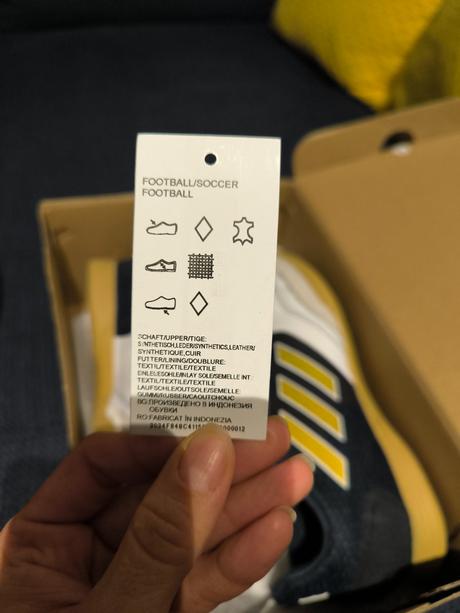 FOOTBALL/SOCCER
FOOTBALL
SCHAFT/UPPER/TIGE:
SYNTHETISCH,LEDER/SYNTHETICS,LEATHER/
SYNTHETIQUE,CUIR
FUTTER/LINING/DOUBLURE:
TEXTIL/TEXTILE/TEXTILE
EINLEGESOHLE/INLAY SOLE/SEMELLE INT:
TEXTIL/TEXTILE/TEXTILE
LAUFSOHLE/OUTSOLE/SEMELLE:
GUMMI/RUBBER/CAOUTCHOUC
BG:ПРОИЗВЕДЕНО В ИНДОНЕЗИЯ
ОБУВКИ
RO:FABRICAT ÎN INDONEZIA